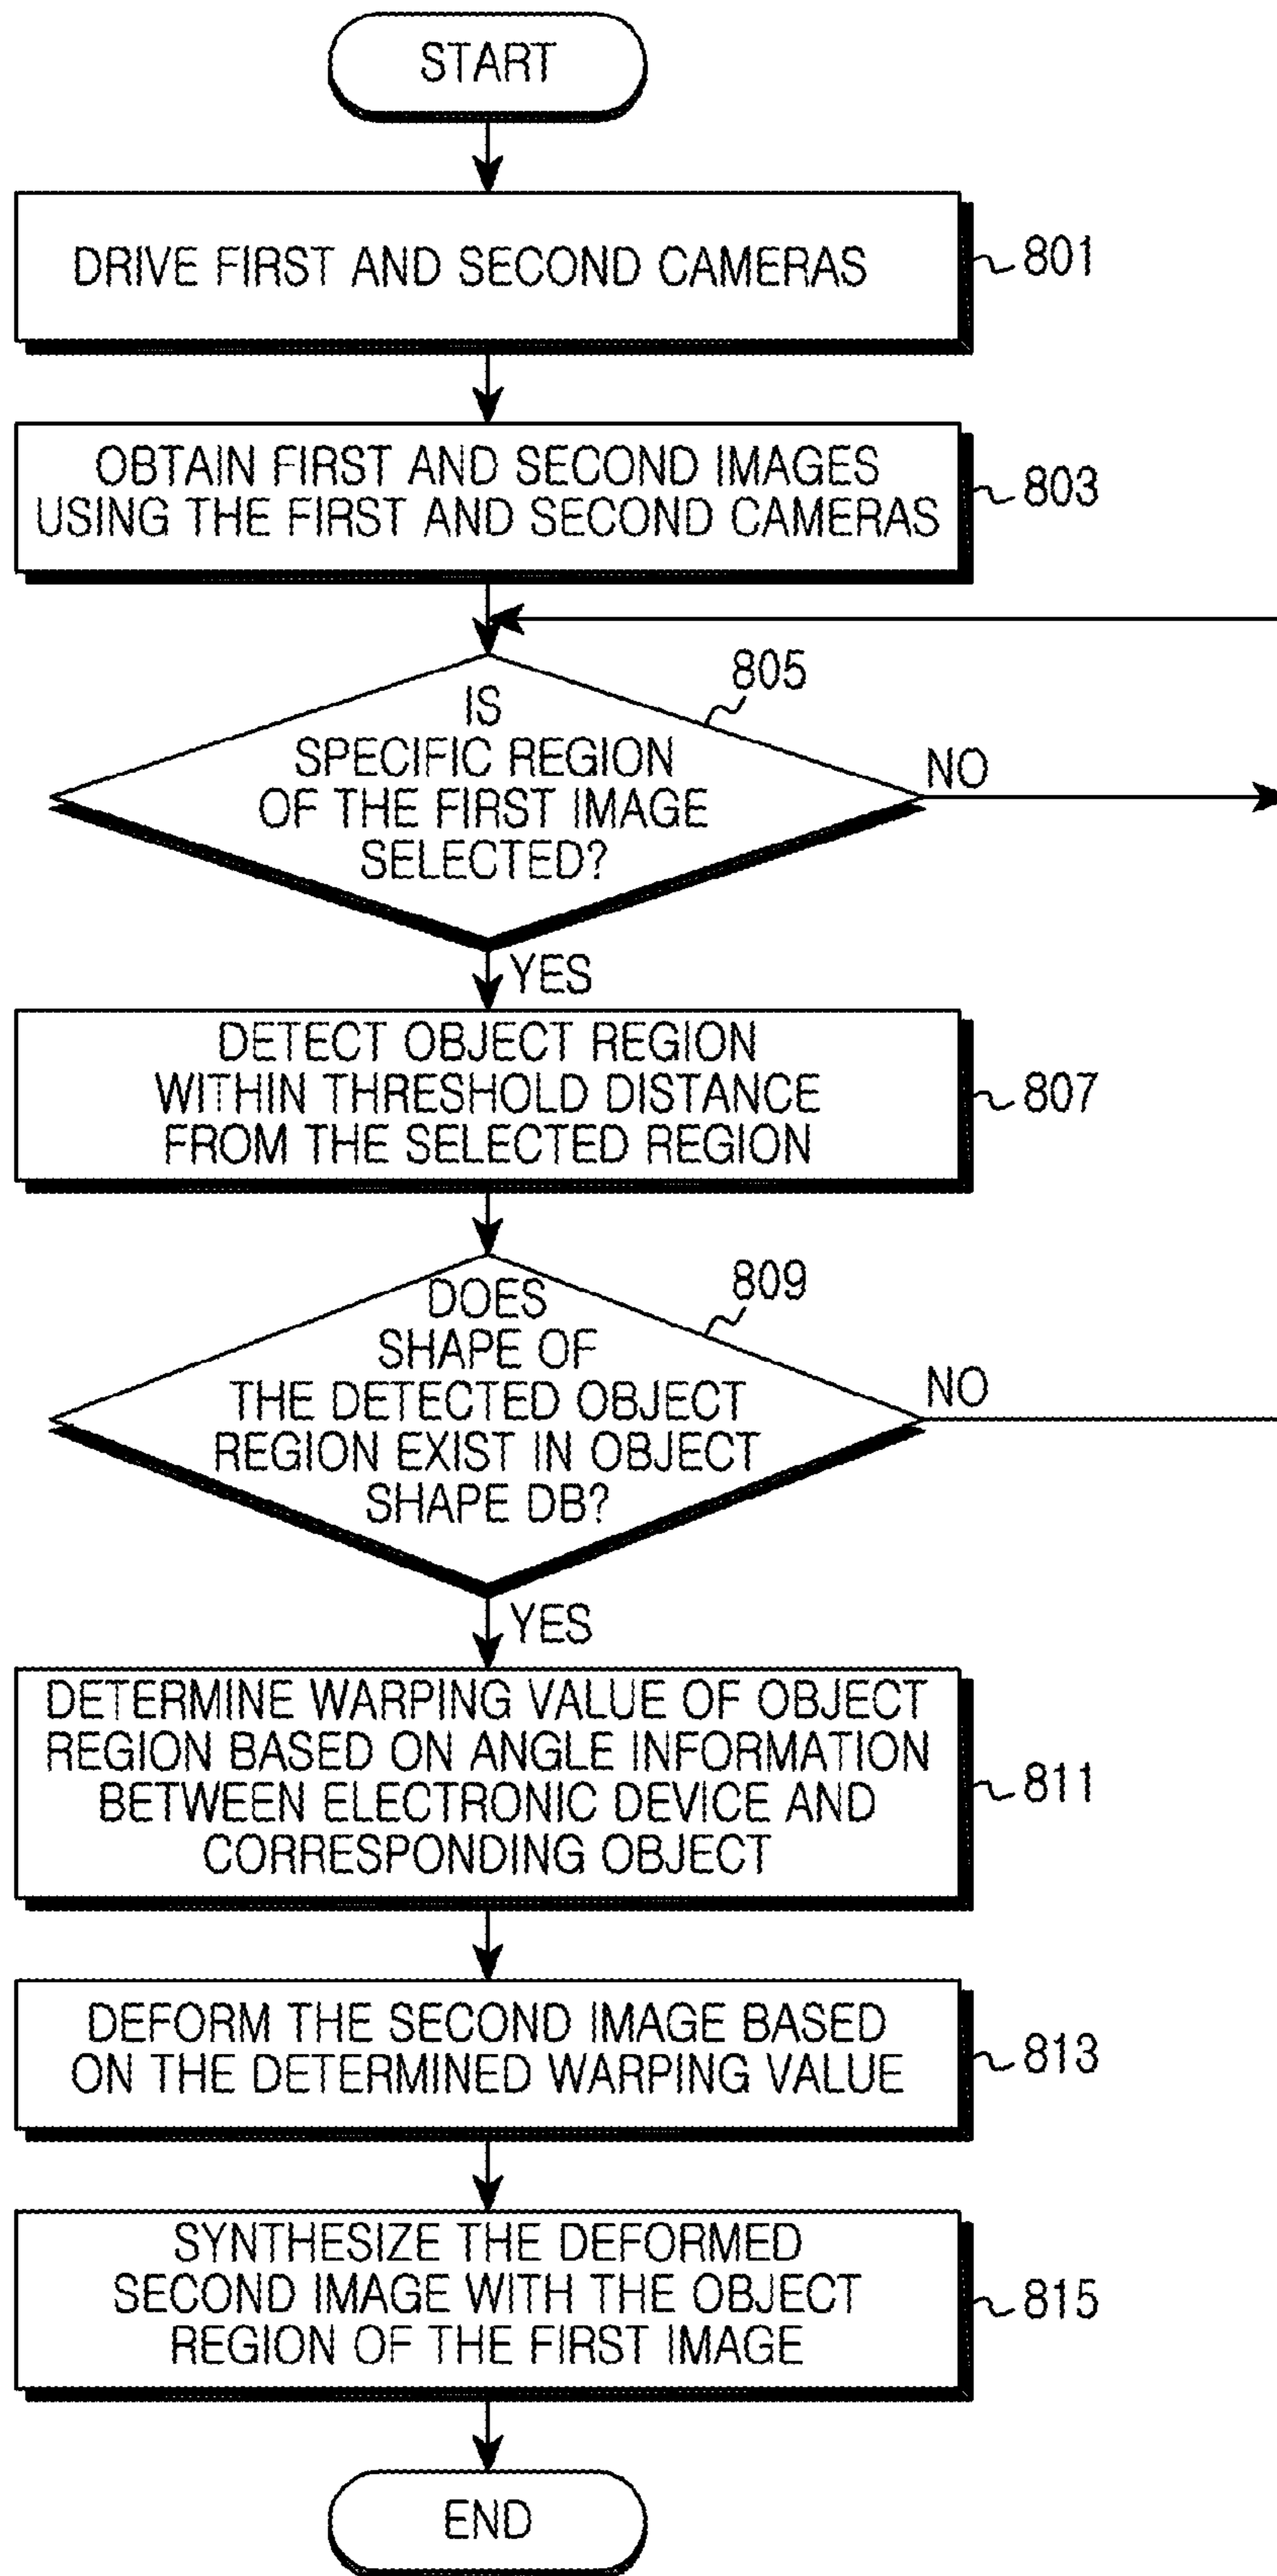 START
DRIVE FIRST AND SECOND CAMERAS
801
OBTAIN FIRST AND SECOND IMAGES
USING THE FIRST AND SECOND CAMERAS
803
805
IS
SPECIFIC REGION
OF THE FIRST IMAGE
SELECTED?
NO
YES
DETECT OBJECT REGION
WITHIN THRESHOLD DISTANCE
FROM THE SELECTED REGION
807
809
DOES
SHAPE OF
THE DETECTED OBJECT
REGION EXIST IN OBJECT
SHAPE DB?
NO
YES
DETERMINE WARPING VALUE OF OBJECT
REGION BASED ON ANGLE INFORMATION
BETWEEN ELECTRONIC DEVICE AND
CORRESPONDING OBJECT
811
DEFORM THE SECOND IMAGE BASED
ON THE DETERMINED WARPING VALUE
813
SYNTHESIZE THE DEFORMED
SECOND IMAGE WITH THE OBJECT
REGION OF THE FIRST IMAGE
815
END